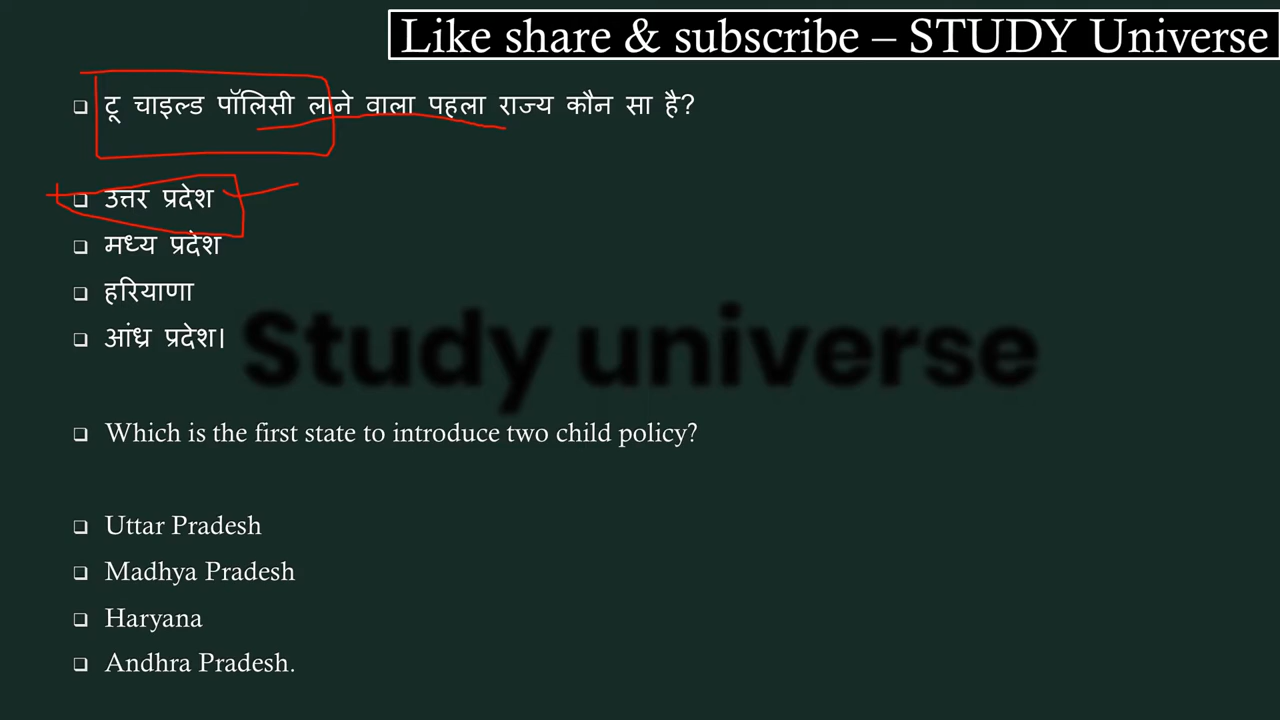 Like share & subscribe – STUDY Universe
टू चाइल्ड पॉलिसी लाने वाला पहला राज्य कौन सा है?
उत्तर प्रदेश
मध्य प्रदेश
हरियाणा
आंध्र प्रदेश।
Study universe
Which is the first state to introduce two child policy?
Uttar Pradesh
Madhya Pradesh
Haryana
Andhra Pradesh.